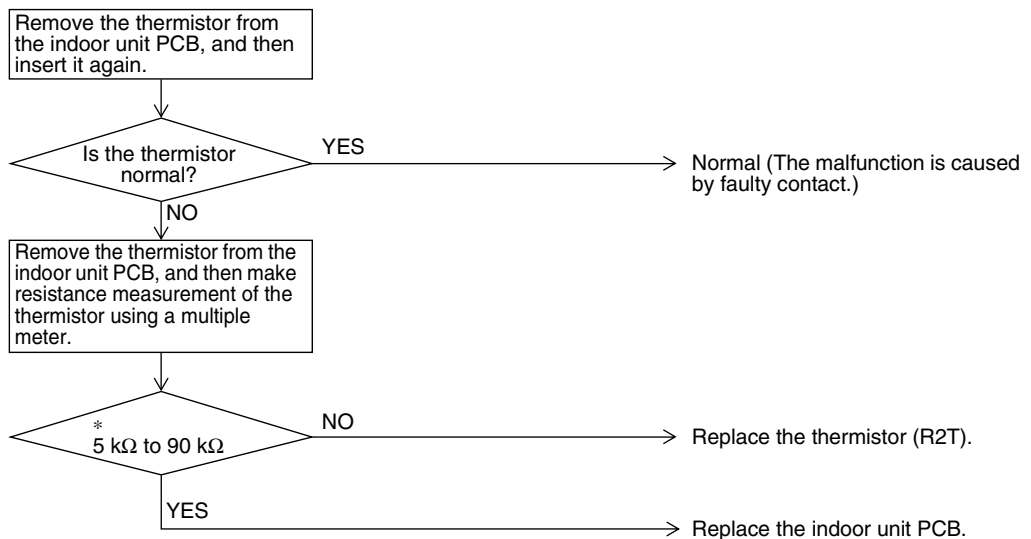 Remove the thermistor from
the indoor unit PCB, and then
insert it again.
Is the thermistor
normal?
YES
Normal (The malfunction is caused
by faulty contact.)
NO
Remove the thermistor from the
indoor unit PCB, and then make
resistance measurement of the
thermistor using a multiple
meter.
*
5 kΩ to 90 kΩ
NO
Replace the thermistor (R2T).
YES
Replace the indoor unit PCB.